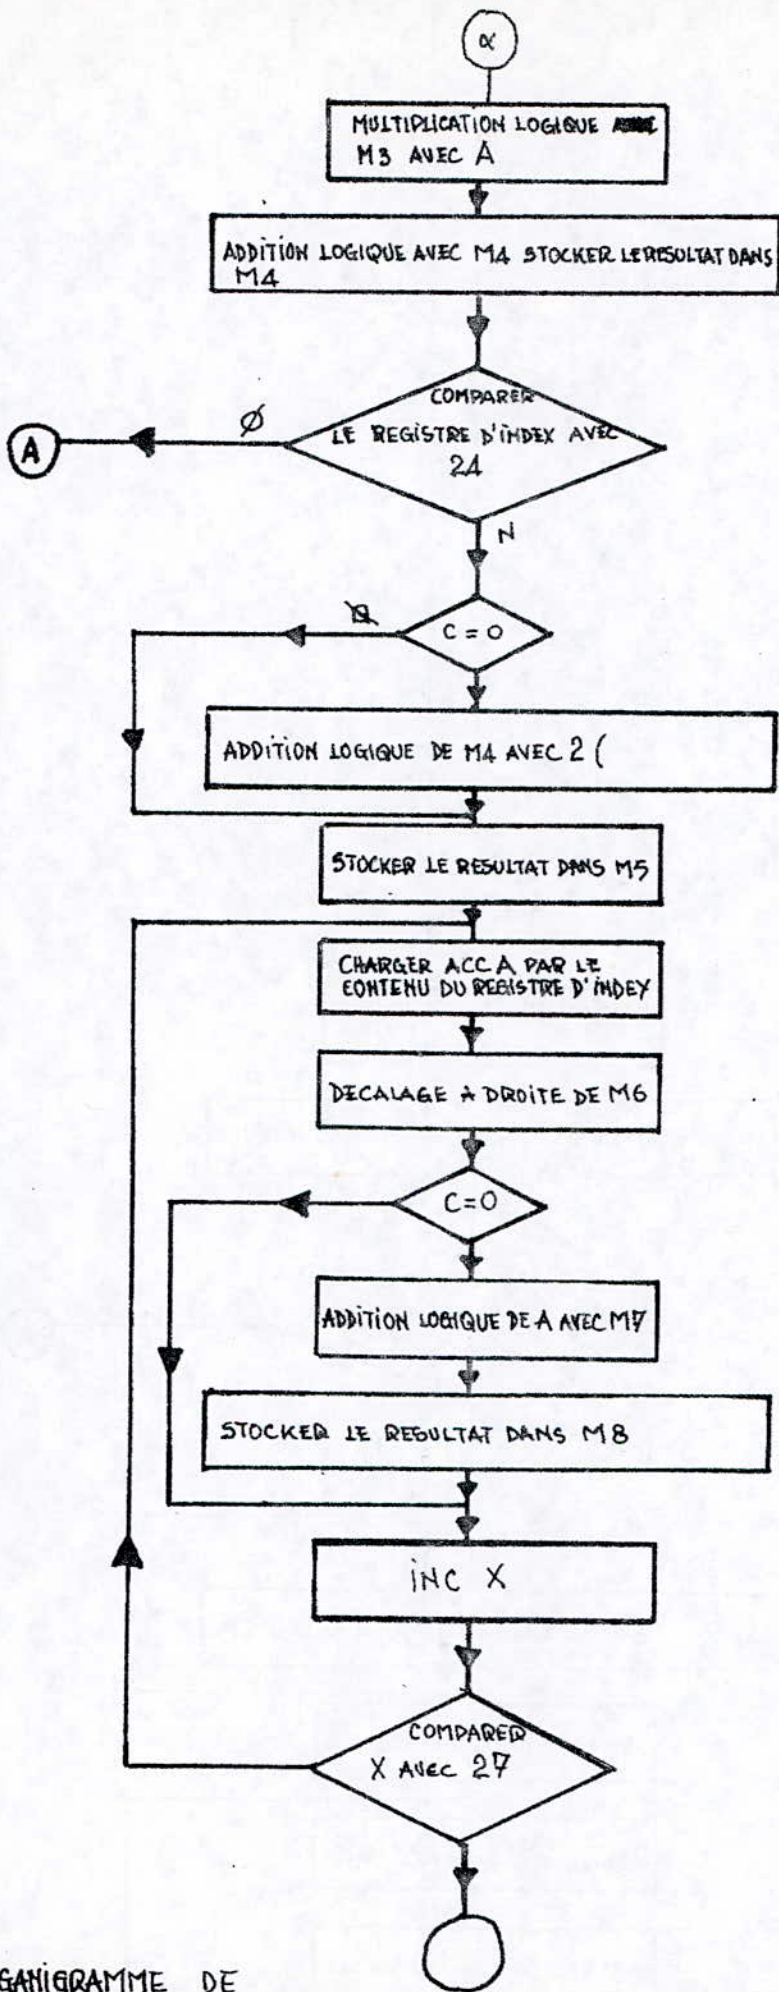 α
MULTIPLICATION LOGIQUE
M3 AVEC A
ADDITION LOGIQUE AVEC M4 STOCKER LE RESULTAT DANS
M4
COMPARER
LE REGISTRE D'INDEX AVEC
24
Ø
A
N
C = 0
ADDITION LOGIQUE DE M4 AVEC 2 (
STOCKER LE RESULTAT DANS M5
CHARGER ACC A PAR LE
CONTENU DU REGISTRE D'INDEX
DECALAGE A DROITE DE M6
C=0
ADDITION LOGIQUE DE A AVEC M7
STOCKER LE RESULTAT DANS M8
INC X
COMPARER
X AVEC 27
GANIGRAMME DE